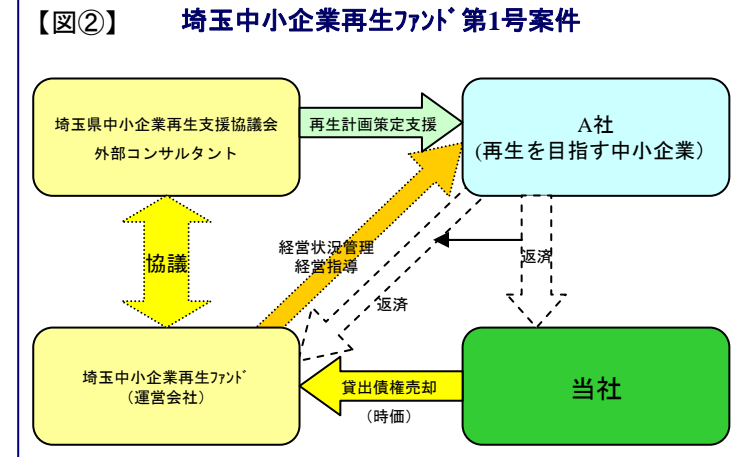 【図②】 埼玉中小企業再生ﾌｧﾝﾄﾞ第1号案件
埼玉県中小企業再生支援協議会
外部コンサルタント
再生計画策定支援
A社
(再生を目指す中小企業）
協議
経営状況管理
経営指導
返済
返済
埼玉中小企業再生ﾌｧﾝﾄﾞ
（運営会社）
貸出債権売却
（時価）
当社